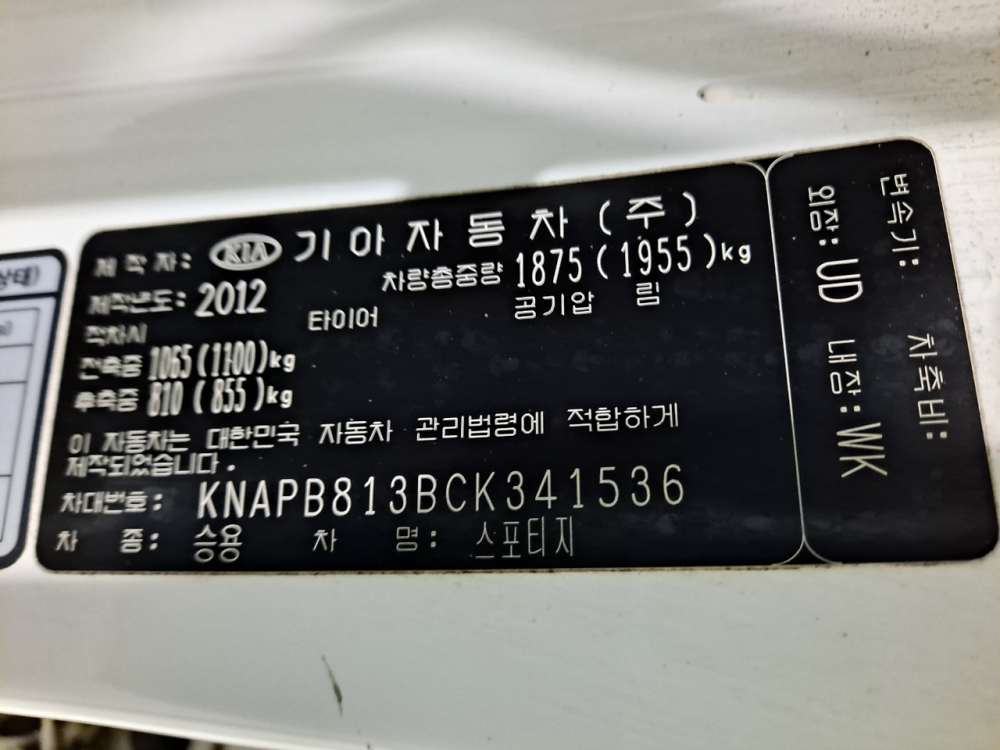 상태)
제 작 자: KIA 기 아 자 동 차 ( 주 )
제작년도: 2012 차량총중량 1875 ( 1955 ) kg
적차시 타이어 공기압 림
전축중 1065 (1100) kg
후축중 810 ( 855 ) kg
이 자동차는 대한민국 자동차 관리법령에 적합하게
제작되었습니다.
차대번호: KNAPB813BCK341536
차 종: 승용 차 명: 스포티지
변속기: 차축비:
외장: UD 내장: WK